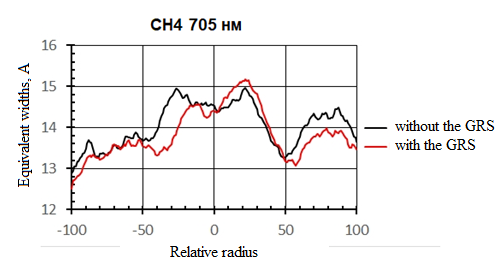 CH4 705 нм
16
15
14
13
12
Equivalent widths, A
-100
-50
0
50
100
Relative radius
without the GRS
with the GRS